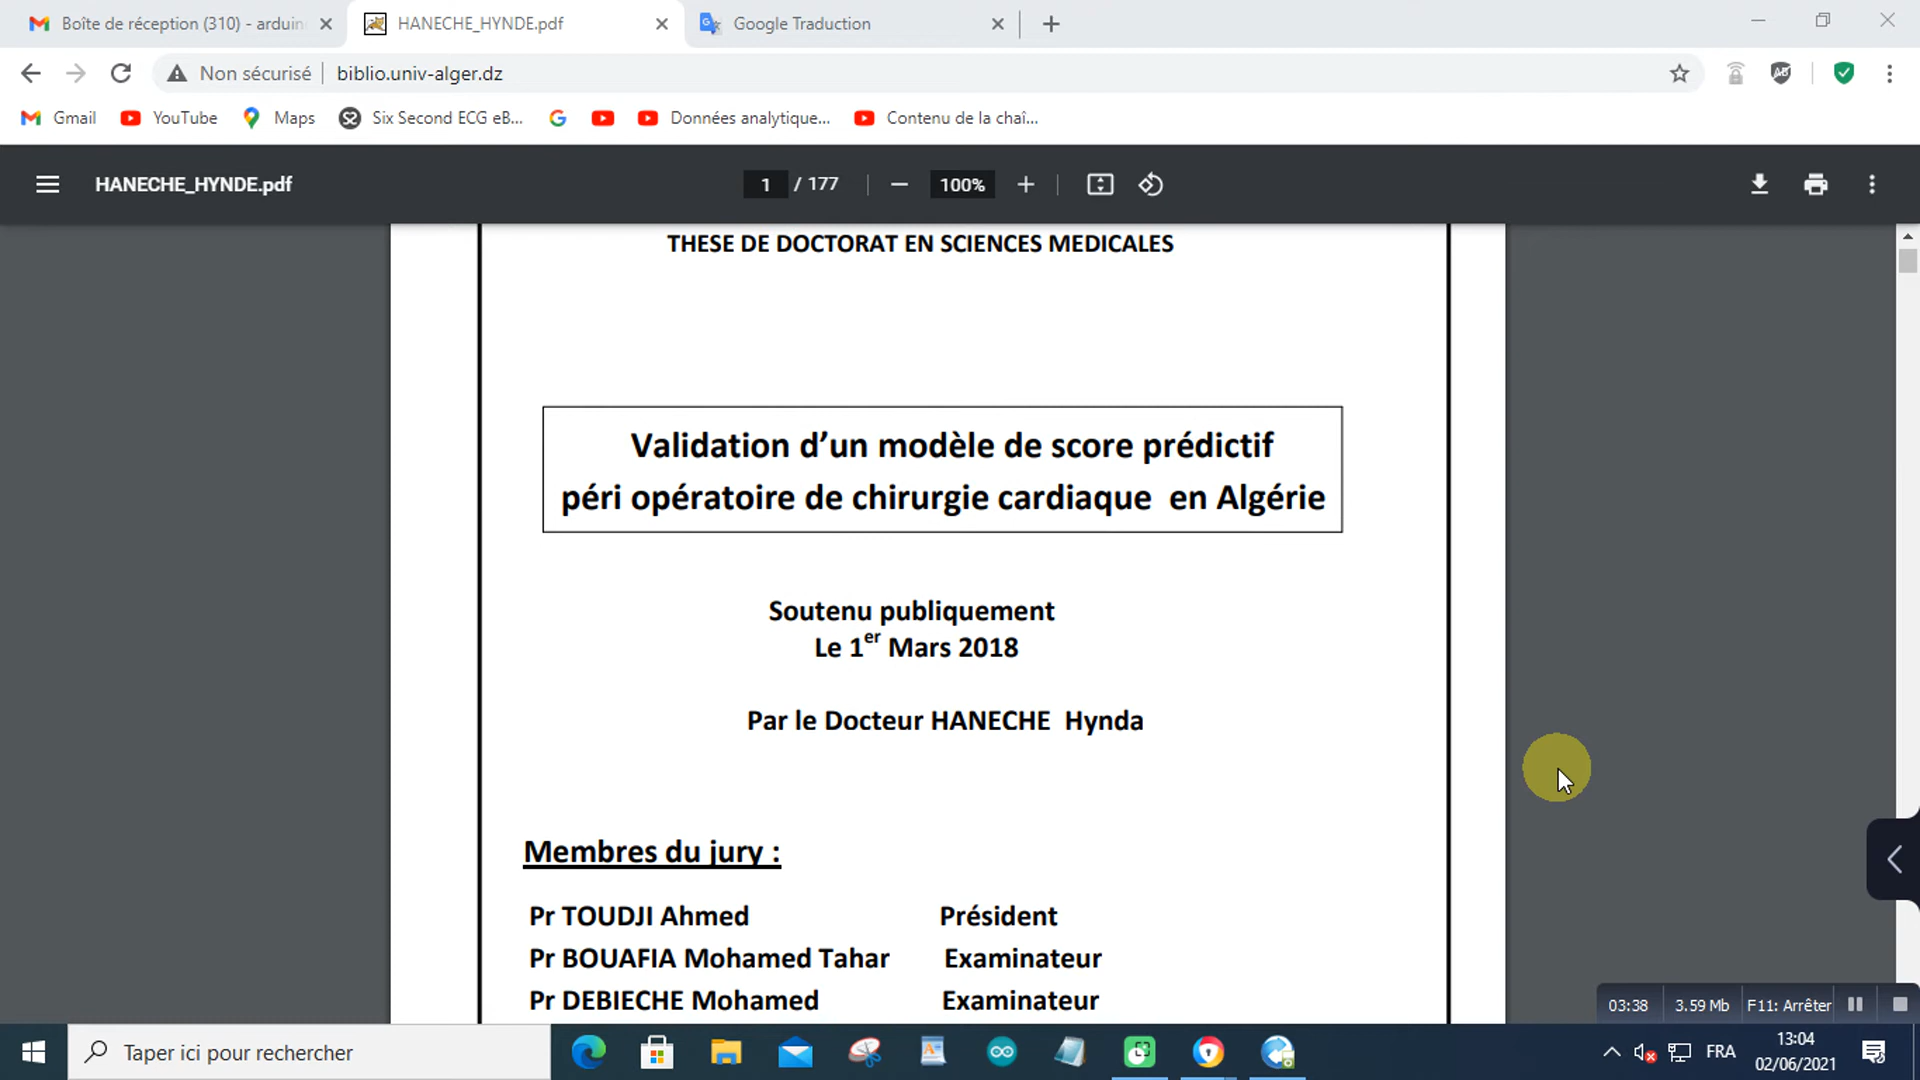 Boîte de réception (310) - arduin
HANECHE_HYNDE.pdf
Google Traduction
Non sécurisé
biblio.univ-alger.dz
Gmail
YouTube
Maps
Six Second ECG eB...
Données analytique...
Contenu de la chaî...
HANECHE_HYNDE.pdf
1 / 177
100%
THESE DE DOCTORAT EN SCIENCES MEDICALES
Validation d’un modèle de score prédictif
péri opératoire de chirurgie cardiaque en Algérie
Soutenu publiquement
Le 1er Mars 2018
Par le Docteur HANECHE Hynda
Membres du jury :
Pr TOUDJI Ahmed Président
Pr BOUAFIA Mohamed Tahar Examinateur
Pr DEBIECHE Mohamed Examinateur
03:38 3.59 Mb F11: Arrêter
Taper ici pour rechercher
FRA
13:04
02/06/2021